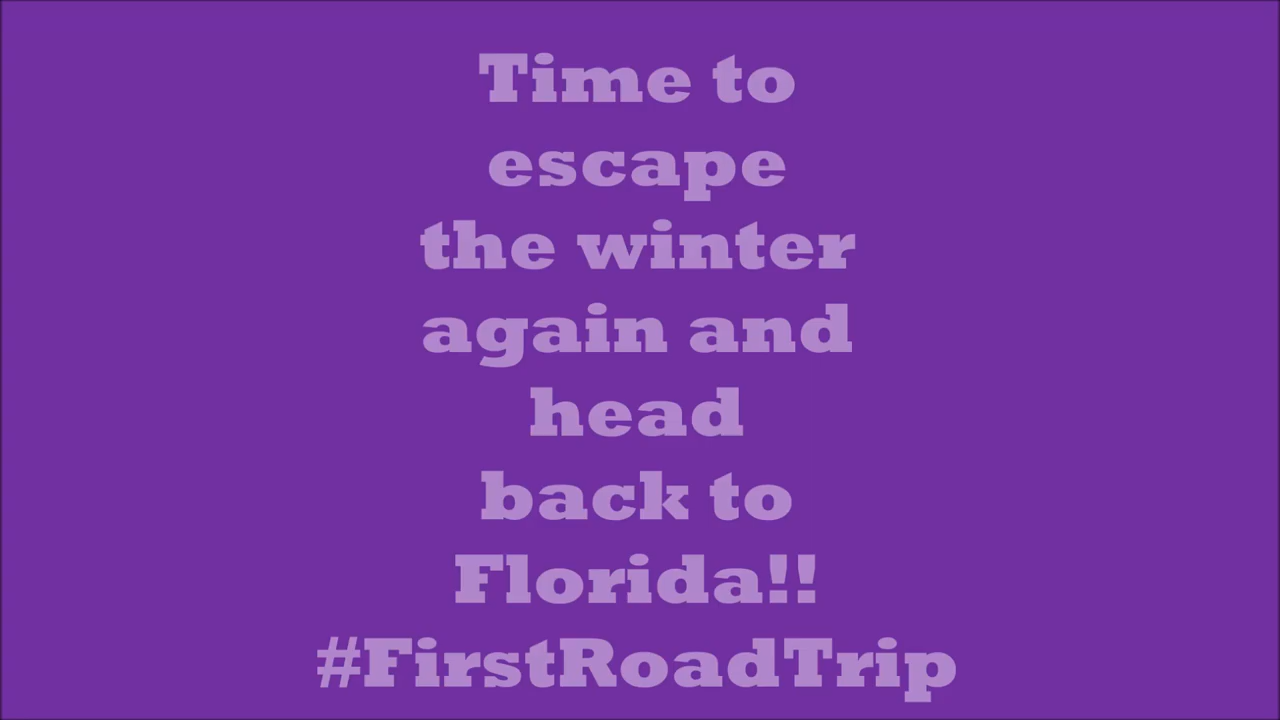 Time to
escape
the winter
again and
head
back to
Florida!!
#FirstRoadTrip